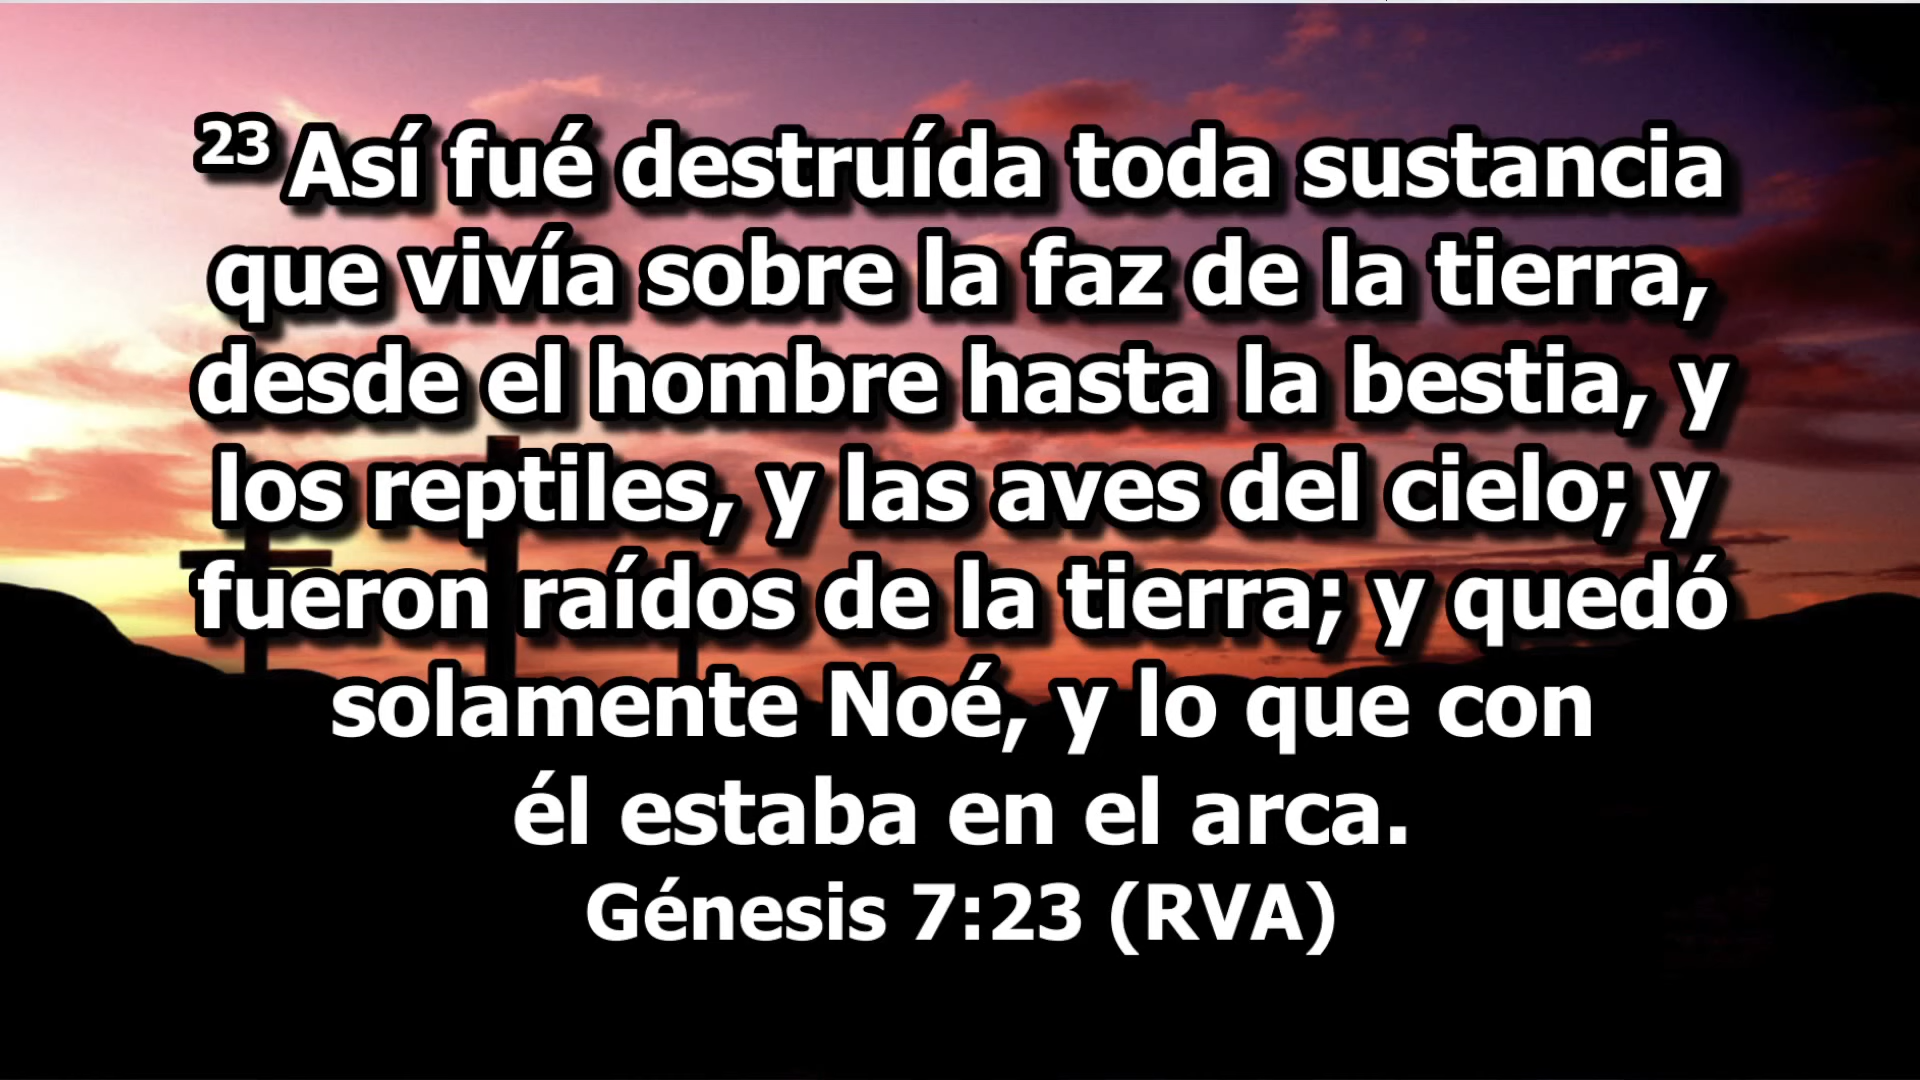 23 Así fué destruída toda sustancia
que vivía sobre la faz de la tierra,
desde el hombre hasta la bestia, y
los reptiles, y las aves del cielo; y
fueron raídos de la tierra; y quedó
solamente Noé, y lo que con
él estaba en el arca.
Génesis 7:23 (RVA)